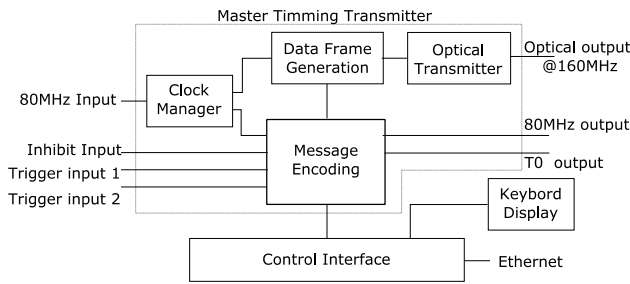 Master Timming Transmitter
Data Frame
Generation
Optical
Transmitter
Optical output
@160MHz
Clock
Manager
80MHz Input
80MHz output
Inhibit Input
Message
Encoding
T0 output
Trigger input 1
Trigger input 2
Keybord
Display
Control Interface
Ethernet